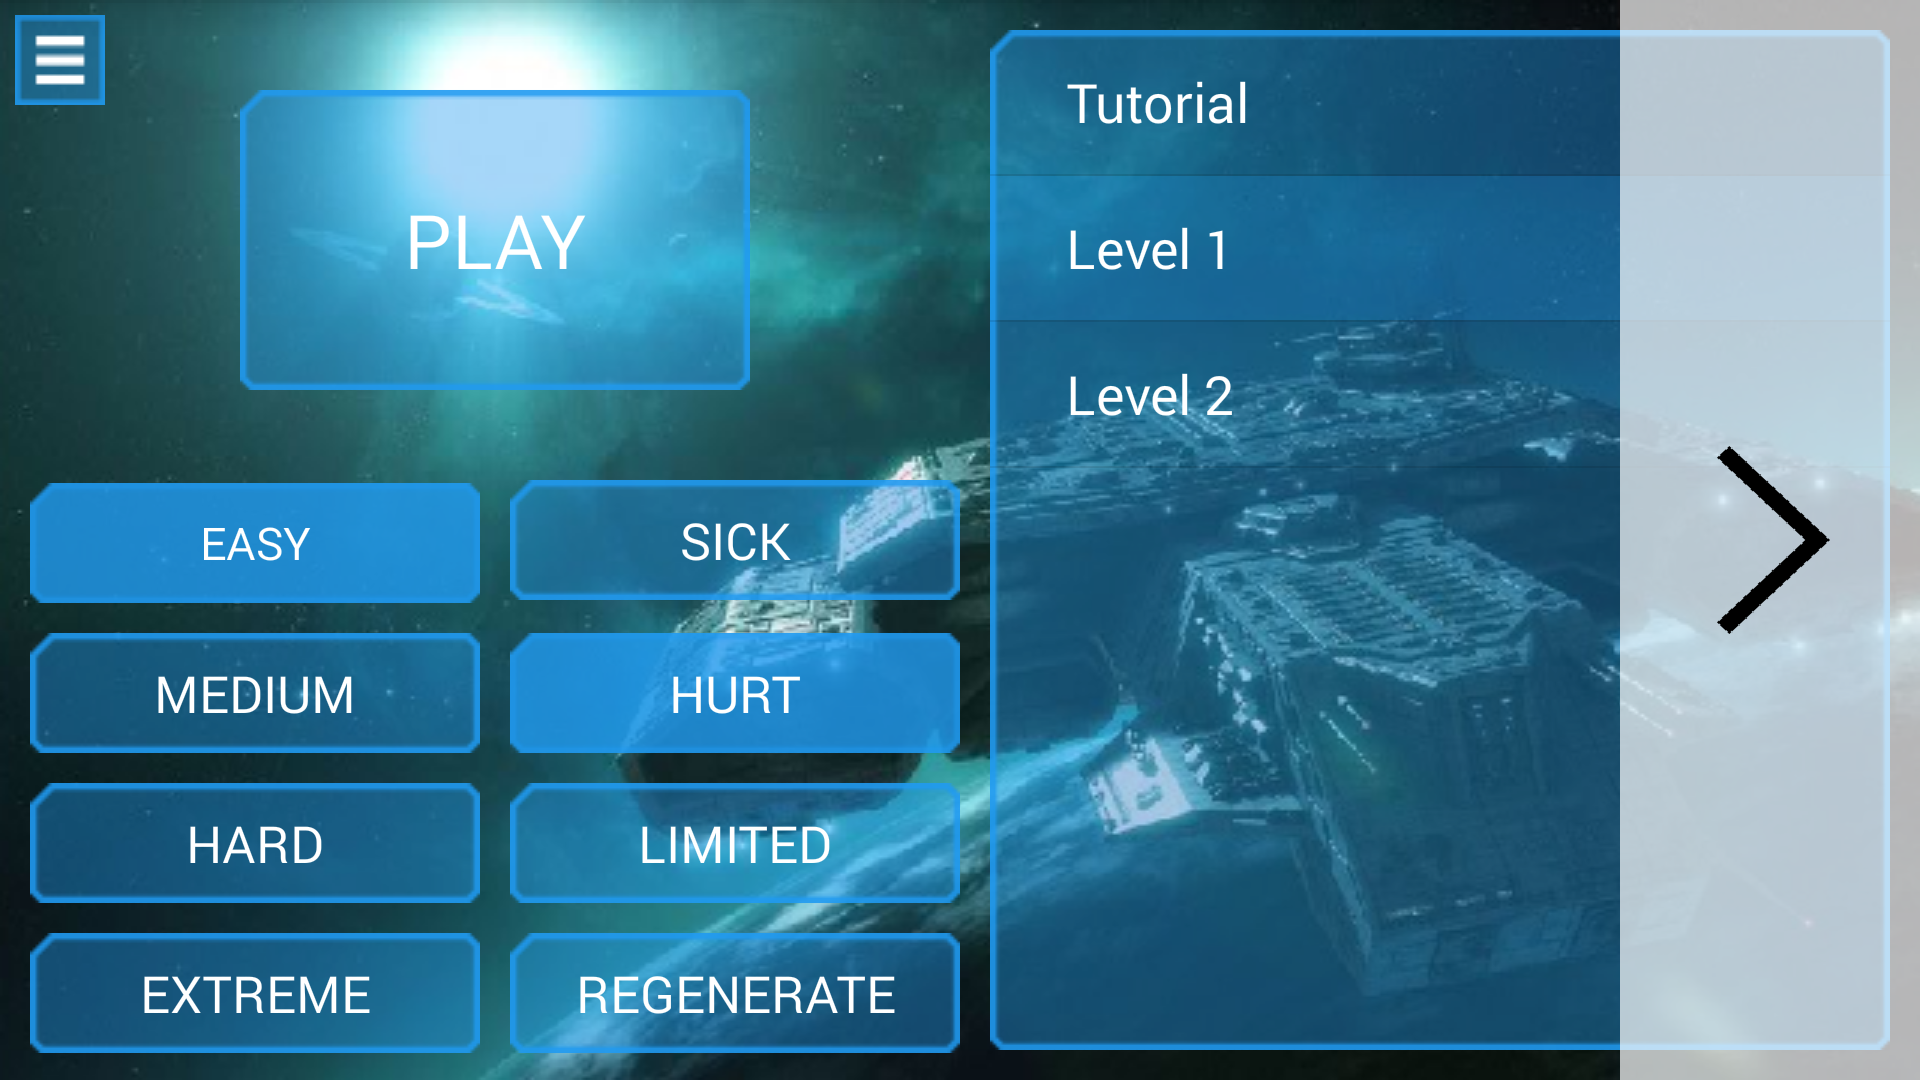 PLAY
EASY
SICK
MEDIUM
HURT
HARD
LIMITED
EXTREME
REGENERATE
Tutorial
Level 1
Level 2